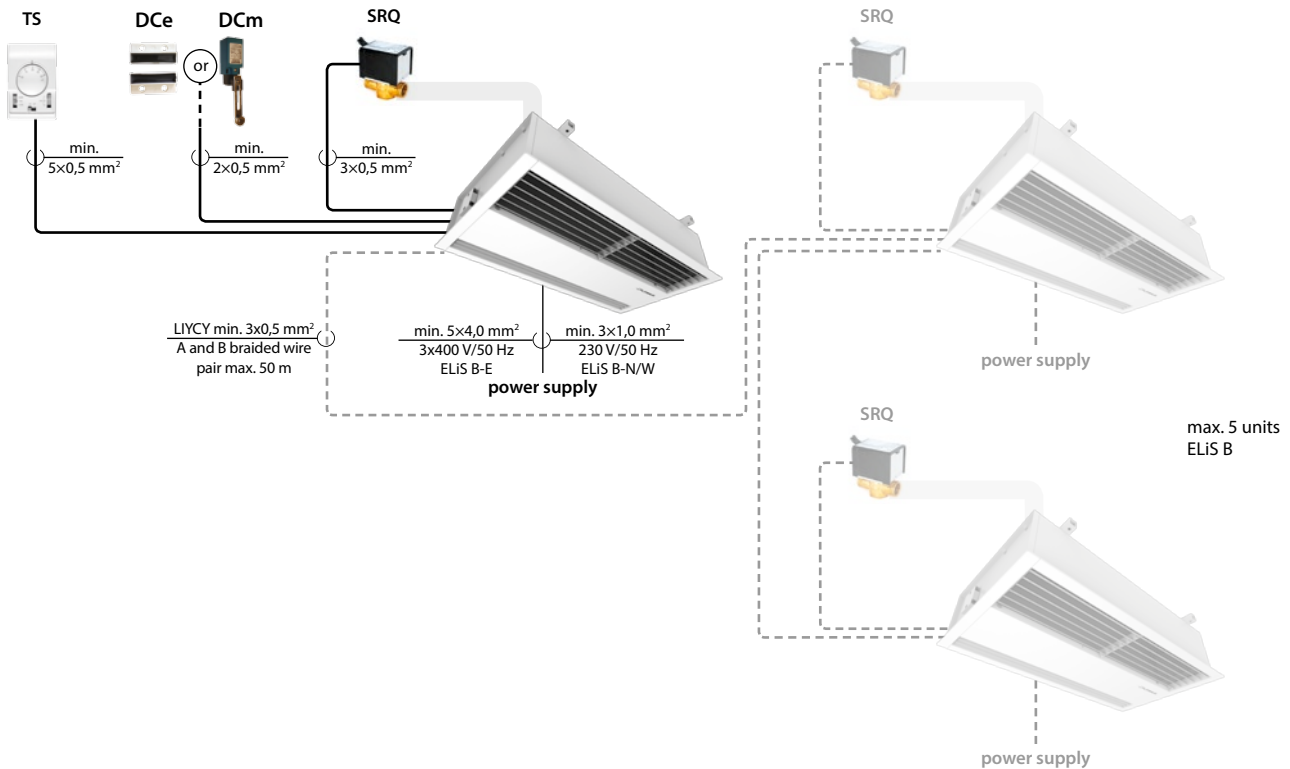 TS
DCe
or
DCm
SRQ
SRQ
min.
5×0,5 mm²
min.
2×0,5 mm²
min.
3×0,5 mm²
LIYCY min. 3x0,5 mm²
A and B braided wire
pair max. 50 m
min. 5×4,0 mm²
3x400 V/50 Hz
ELiS B-E
min. 3×1,0 mm²
230 V/50 Hz
ELiS B-N/W
power supply
power supply
SRQ
max. 5 units
ELiS B
power supply